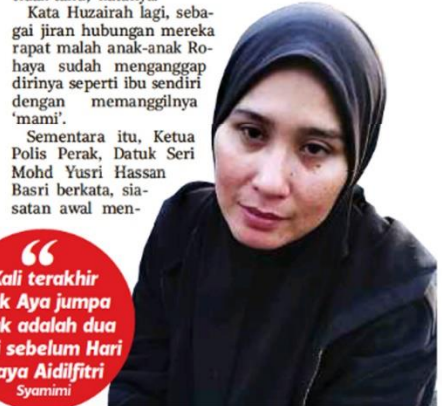 Kata Huzairah lagi, seba-
gai jiran hubungan mereka
rapat malah anak-anak Ro-
haya sudah menganggap
dirinya seperti ibu sendiri
dengan memanggilnya
‘mami’.
Sementara itu, Ketua
Polis Perak, Datuk Seri
Mohd Yusri Hassan
Basri berkata, sia-
satan awal men-
“
terakhir
Aya jumpa
adalah dua
sebelum Hari
Aidilfitri
Syamimi